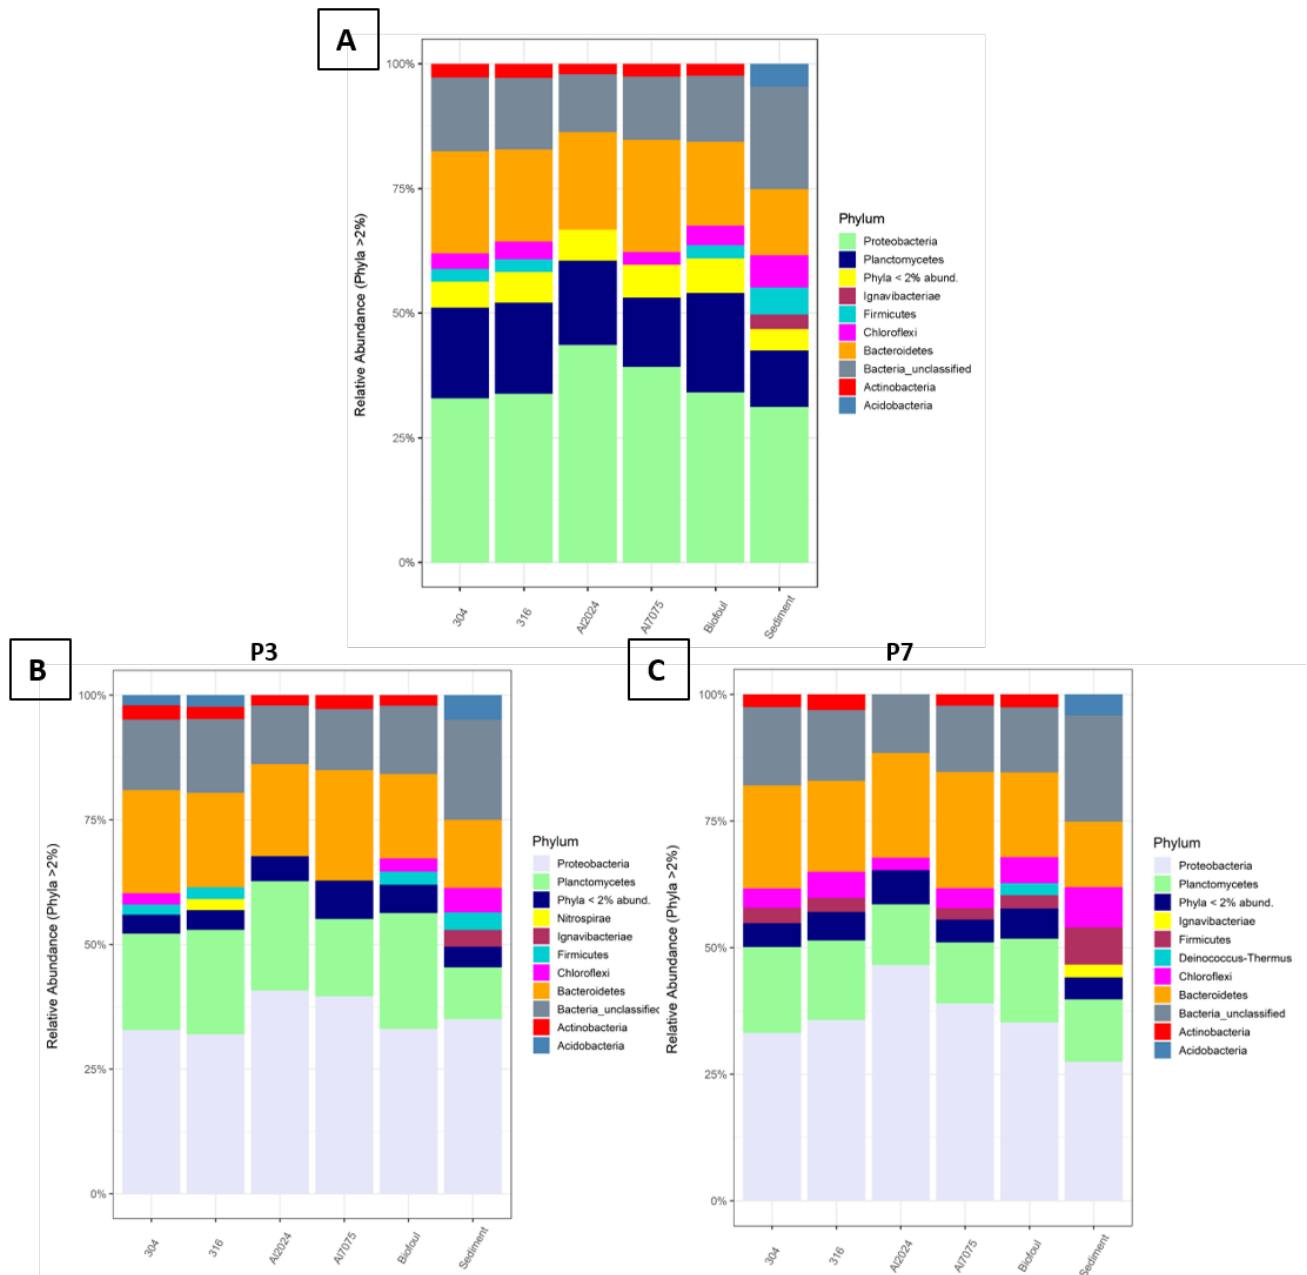 A
Relative Abundance (Phyla >2%)
100%
75%
50%
25%
0%
304
316
Al2024
Al7075
Biofoul
Sediment
Phylum
Proteobacteria
Planctomycetes
Phyla < 2% abund.
Ignavibacteriae
Firmicutes
Chloroflexi
Bacteroidetes
Bacteria_unclassified
Actinobacteria
Acidobacteria
B
P3
Relative Abundance (Phyla >2%)
100%
75%
50%
25%
0%
304
316
Al2024
Al7075
Biofoul
Sediment
Phylum
Proteobacteria
Planctomycetes
Phyla < 2% abund.
Nitrospirae
Ignavibacteriae
Firmicutes
Chloroflexi
Bacteroidetes
Bacteria_unclassified
Actinobacteria
Acidobacteria
C
P7
Relative Abundance (Phyla >2%)
100%
75%
50%
25%
0%
304
316
Al2024
Al7075
Biofoul
Sediment
Phylum
Proteobacteria
Planctomycetes
Phyla < 2% abund.
Ignavibacteriae
Firmicutes
Deinococcus-Thermus
Chloroflexi
Bacteroidetes
Bacteria_unclassified
Actinobacteria
Acidobacteria